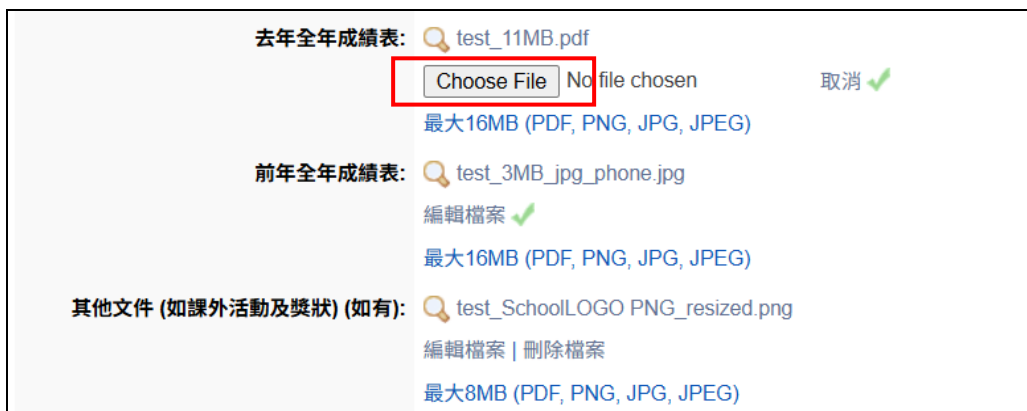 去年全年成績表: test_11MB.pdf
Choose File No file chosen 取消
最大16MB (PDF, PNG, JPG, JPEG)
前年全年成績表: test_3MB_jpg_phone.jpg
編輯檔案
最大16MB (PDF, PNG, JPG, JPEG)
其他文件 (如課外活動及獎狀) (如有): test_SchoolLOGO PNG_resized.png
編輯檔案 | 刪除檔案
最大8MB (PDF, PNG, JPG, JPEG)